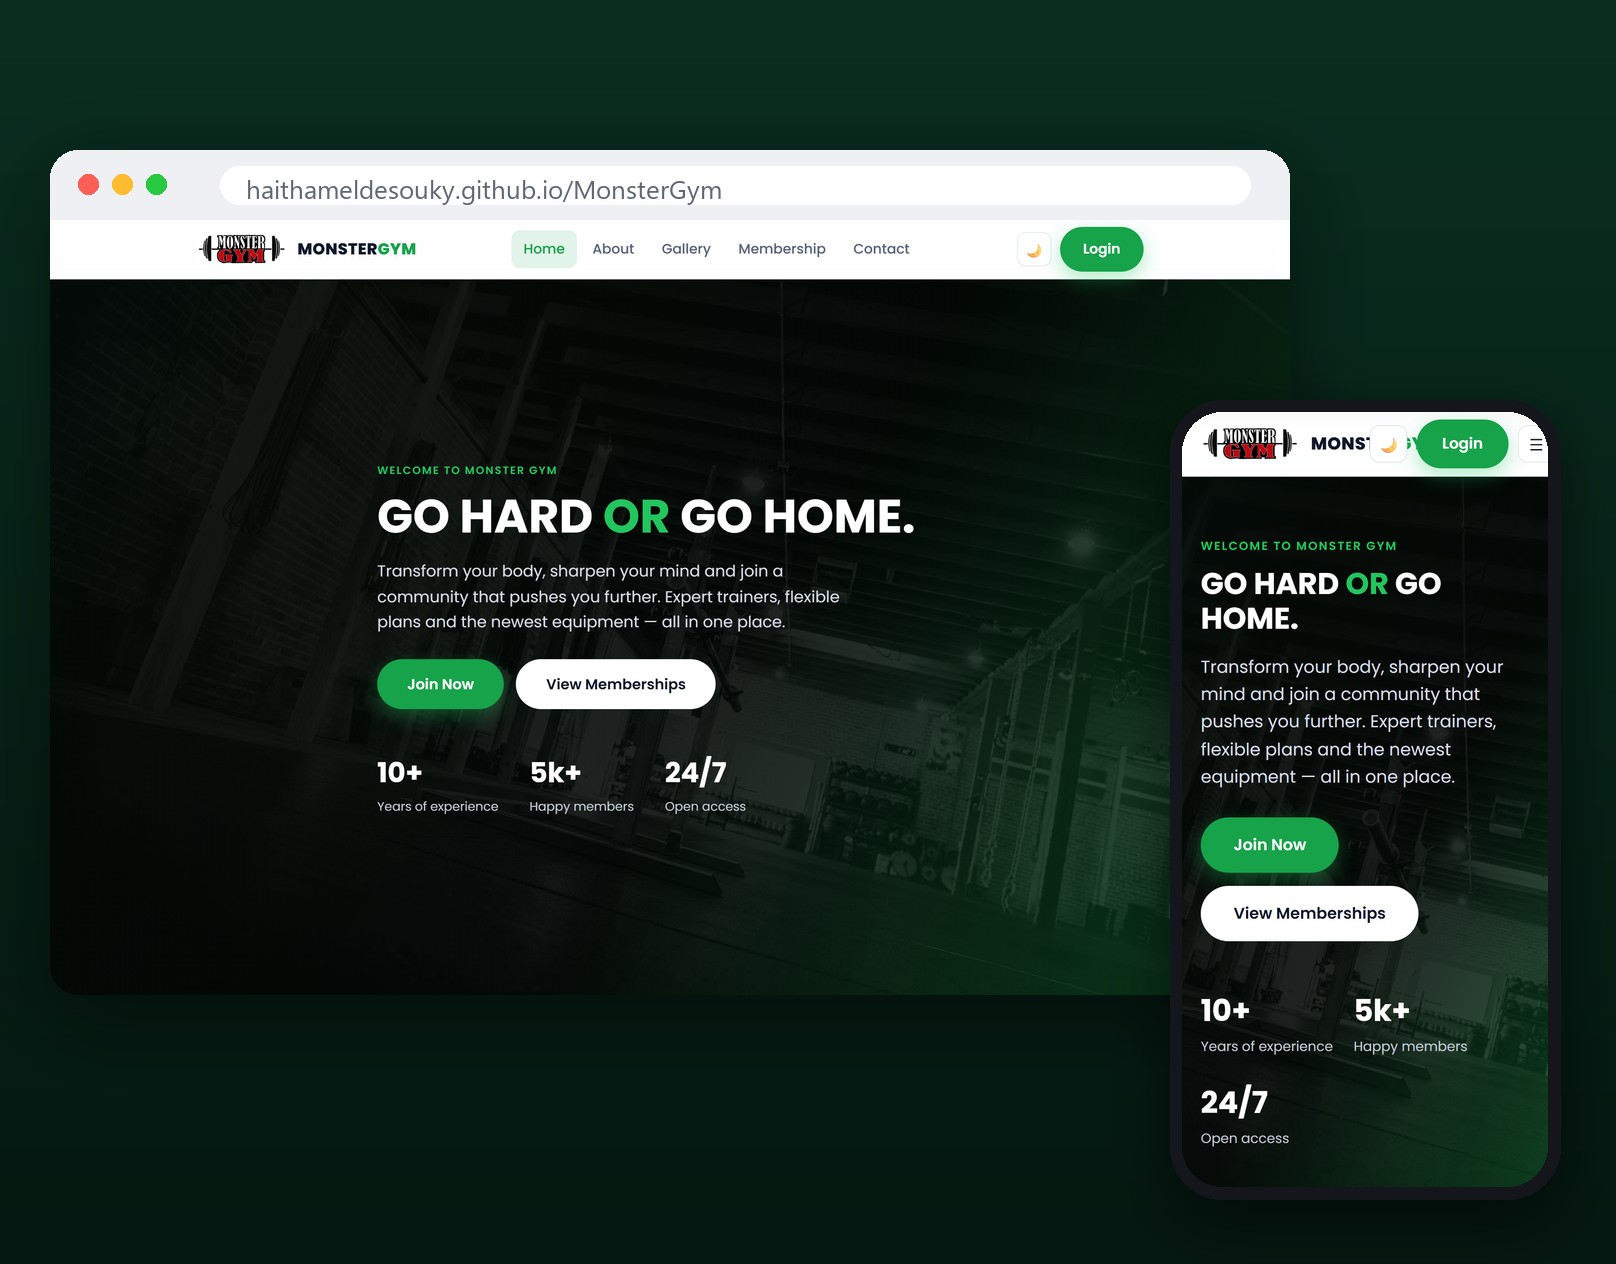 haithameldesouky.github.io/MonsterGym
MONSTER
GYM
MONSTERGYM
Home
About
Gallery
Membership
Contact
Login
WELCOME TO MONSTER GYM
GO HARD OR GO HOME.
Transform your body, sharpen your mind and join a
community that pushes you further. Expert trainers, flexible
plans and the newest equipment — all in one place.
Join Now
View Memberships
10+
Years of experience
5k+
Happy members
24/7
Open access
MONSTER
GYM
MONST
GY
Login
WELCOME TO MONSTER GYM
GO HARD OR GO
HOME.
Transform your body, sharpen your
mind and join a community that
pushes you further. Expert trainers,
flexible plans and the newest
equipment — all in one place.
Join Now
View Memberships
10+
Years of experience
5k+
Happy members
24/7
Open access